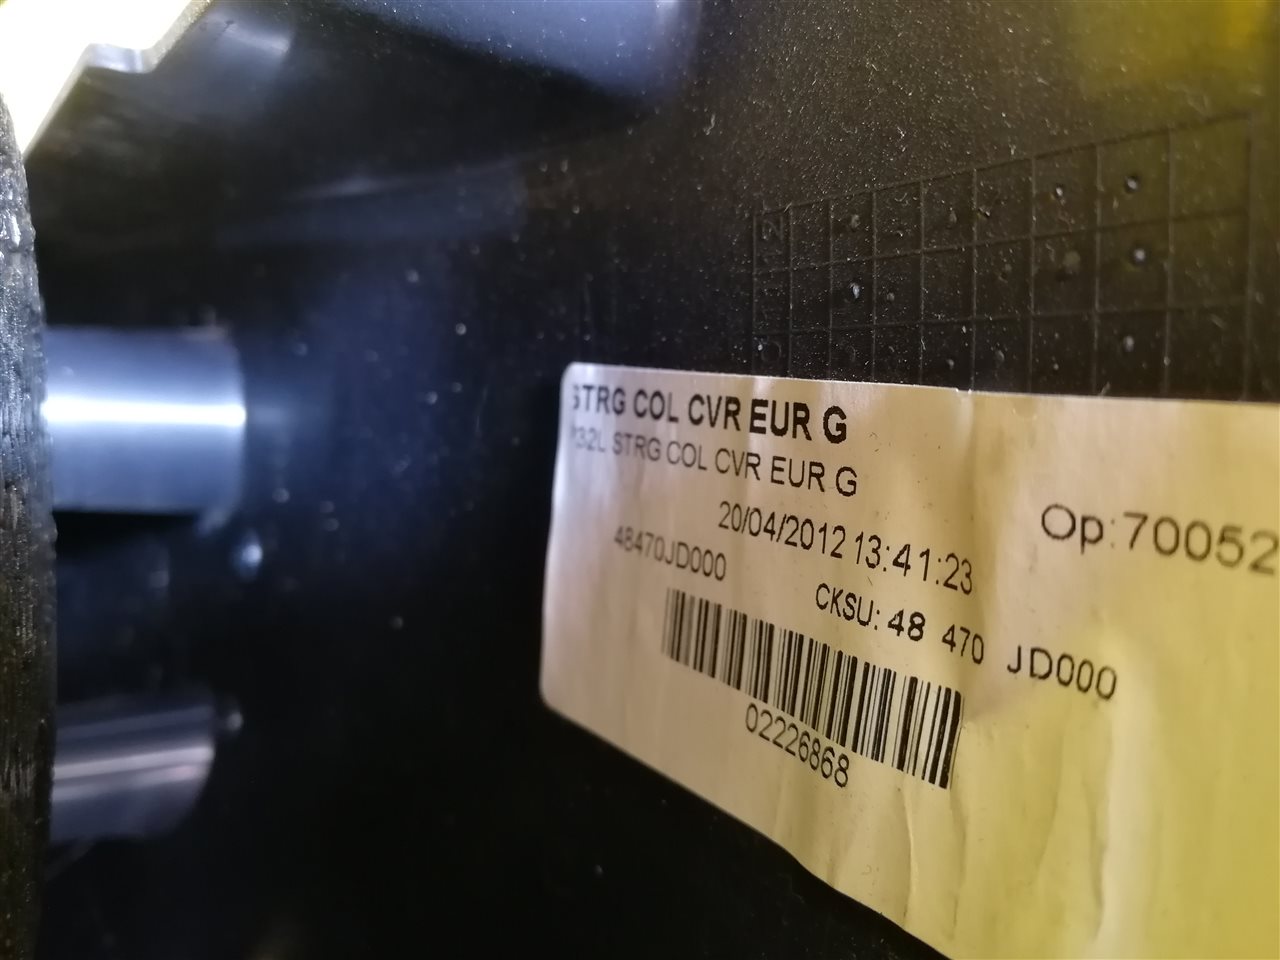 STRG COL CVR EUR G
P32L STRG COL CVR EUR G
20/04/2012 13:41:23
Op:70052
48470JD000
CKSU: 48 470 JD000
02226868